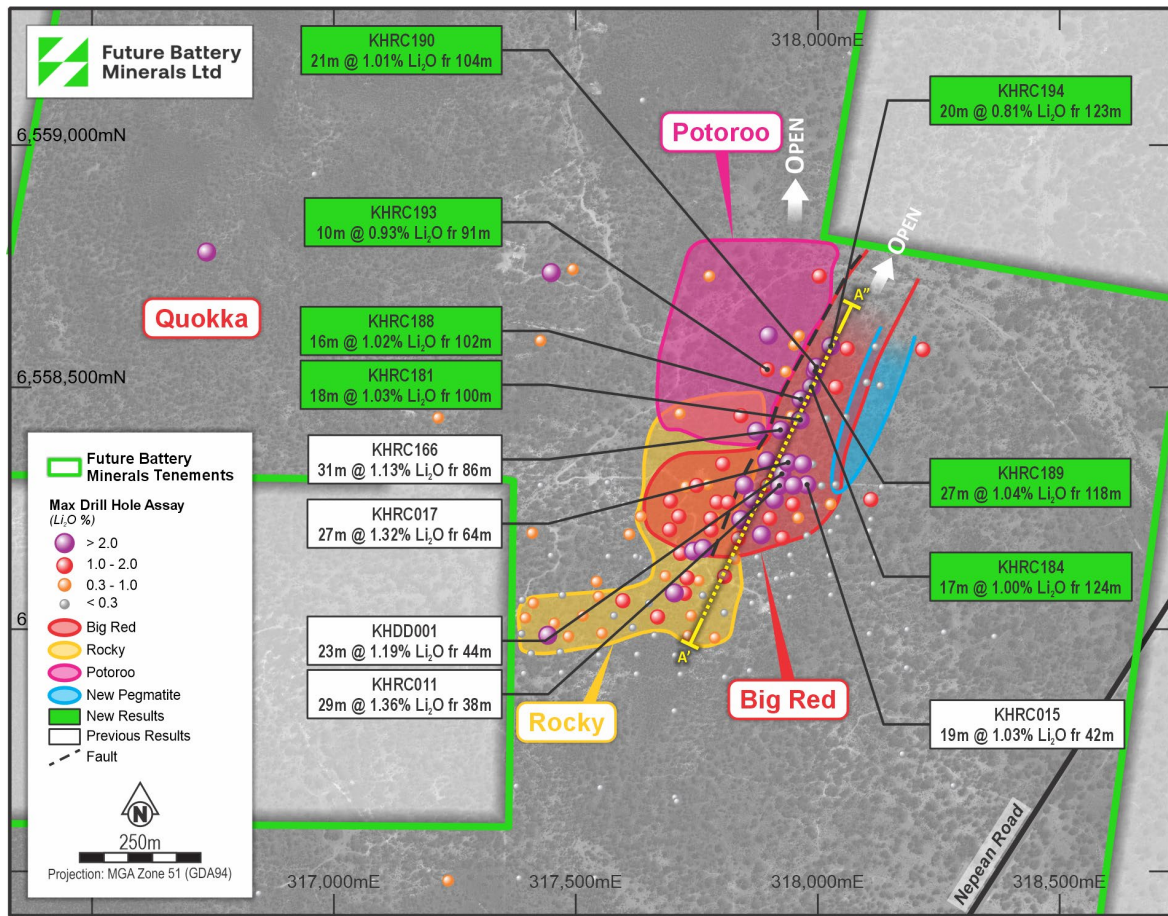 Future Battery
Minerals Ltd
KHRC190
21m @ 1.01% Li₂O fr 104m
318,000mE
KHRC194
20m @ 0.81% Li₂O fr 123m
6,559,000mN
Potoroo
OPEN
KHRC193
10m @ 0.93% Li₂O fr 91m
OPEN
A"
Quokka
KHRC188
16m @ 1.02% Li₂O fr 102m
KHRC181
18m @ 1.03% Li₂O fr 100m
6,558,500mN
KHRC166
31m @ 1.13% Li₂O fr 86m
KHRC017
27m @ 1.32% Li₂O fr 64m
KHRC189
27m @ 1.04% Li₂O fr 118m
KHRC184
17m @ 1.00% Li₂O fr 124m
6
KHDD001
23m @ 1.19% Li₂O fr 44m
KHRC011
29m @ 1.36% Li₂O fr 38m
A'
Rocky
Big Red
KHRC015
19m @ 1.03% Li₂O fr 42m
Future Battery
Minerals Tenements
Max Drill Hole Assay
(Li₂O %)
> 2.0
1.0 - 2.0
0.3 - 1.0
< 0.3
Big Red
Rocky
Potoroo
New Pegmatite
New Results
Previous Results
Fault
N
250m
Projection: MGA Zone 51 (GDA94)
317,000mE
317,500mE
318,000mE
318,500mE
Nepean Road